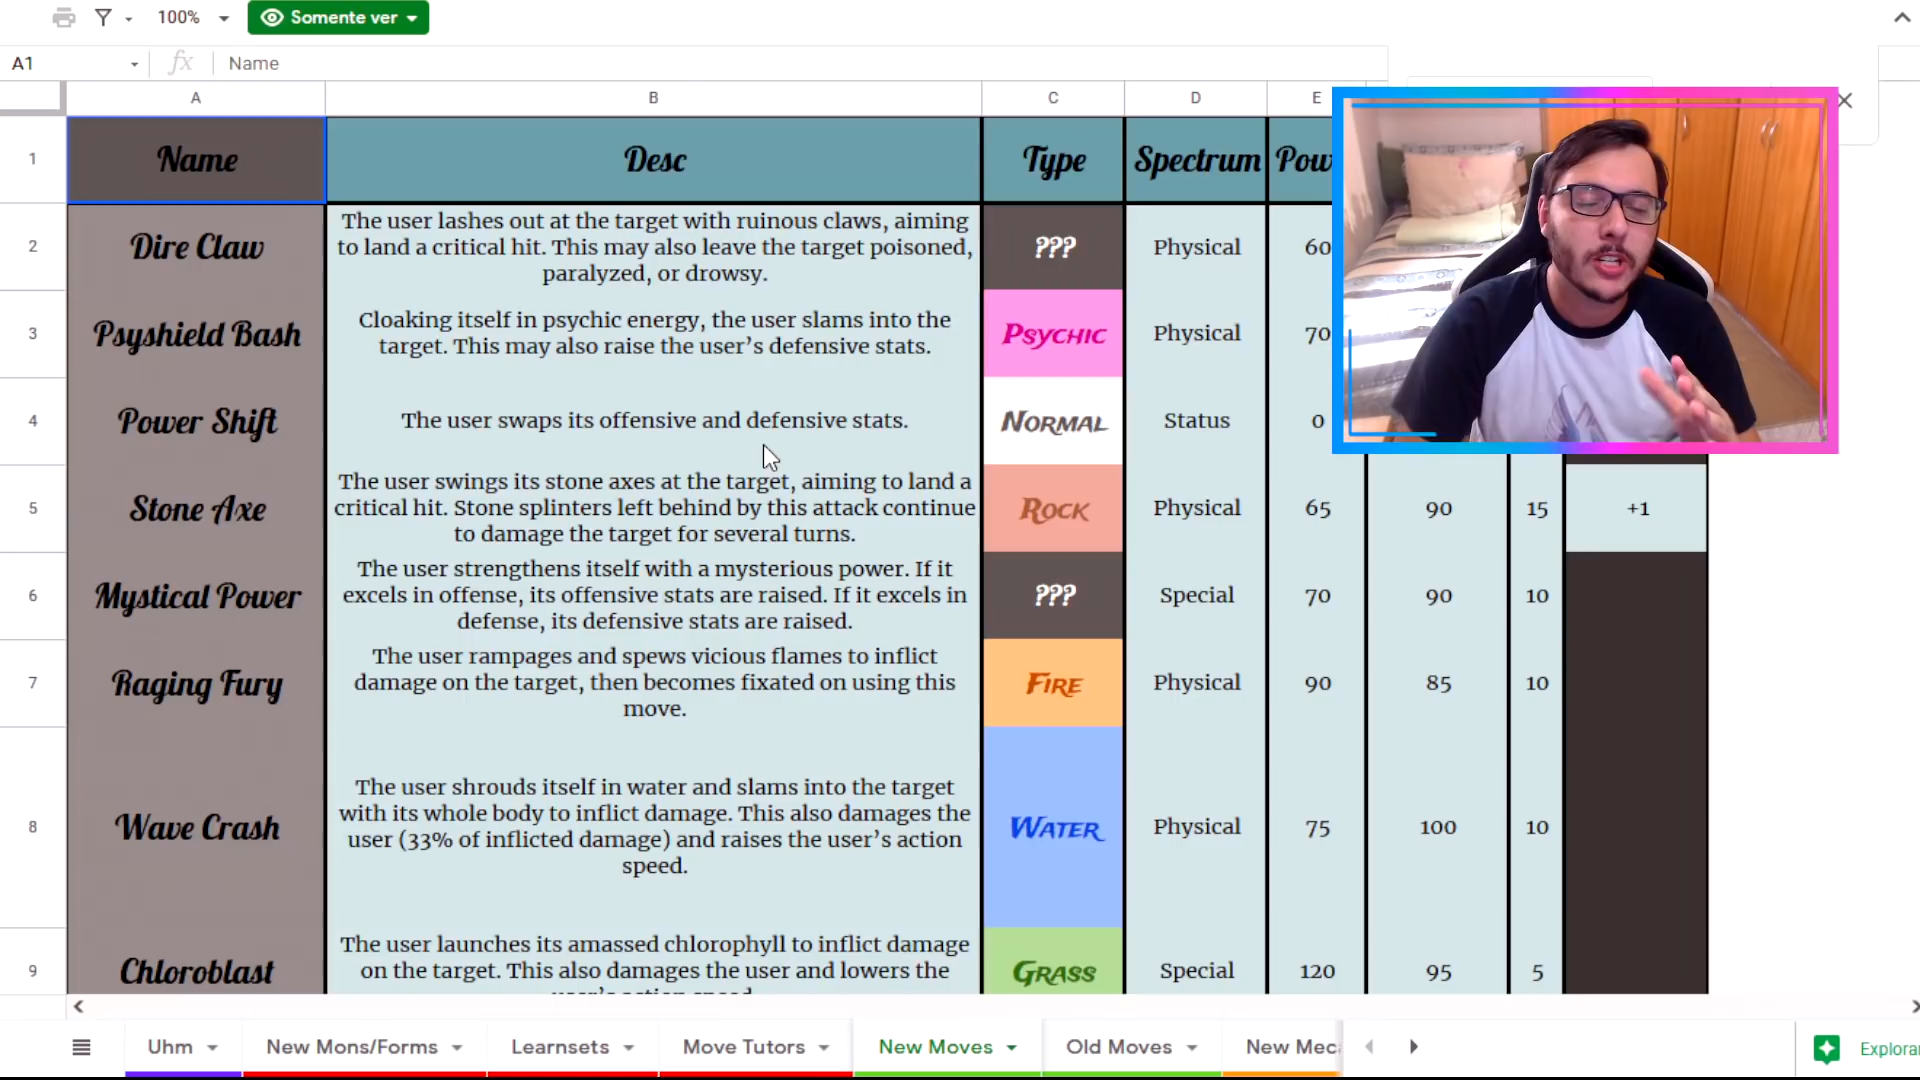 100%
Somente ver
A1
fx
Name
A
B
C
D
E
1
Name
Desc
Type
Spectrum
Pow
2
Dire Claw
The user lashes out at the target with ruinous claws, aiming
to land a critical hit. This may also leave the target poisoned,
paralyzed, or drowsy.
???
Physical
60
3
Psyshield Bash
Cloaking itself in psychic energy, the user slams into the
target. This may also raise the user's defensive stats.
Psychic
Physical
70
4
Power Shift
The user swaps its offensive and defensive stats.
Normal
Status
0
5
Stone Axe
The user swings its stone axes at the target, aiming to land a
critical hit. Stone splinters left behind by this attack continue
to damage the target for several turns.
Rock
Physical
65
90
15
+1
6
Mystical Power
The user strengthens itself with a mysterious power. If it
excels in offense, its offensive stats are raised. If it excels in
defense, its defensive stats are raised.
???
Special
70
90
10
7
Raging Fury
The user rampages and spews vicious flames to inflict
damage on the target, then becomes fixated on using this
move.
Fire
Physical
90
85
10
8
Wave Crash
The user shrouds itself in water and slams into the target
with its whole body to inflict damage. This also damages the
user (33% of inflicted damage) and raises the user's action
speed.
Water
Physical
75
100
10
9
Chloroblast
The user launches its amassed chlorophyll to inflict damage
on the target. This also damages the user and lowers the
Grass
Special
120
95
5
Uhm
New Mons/Forms
Learnsets
Move Tutors
New Moves
Old Moves
New Mec
Explorar